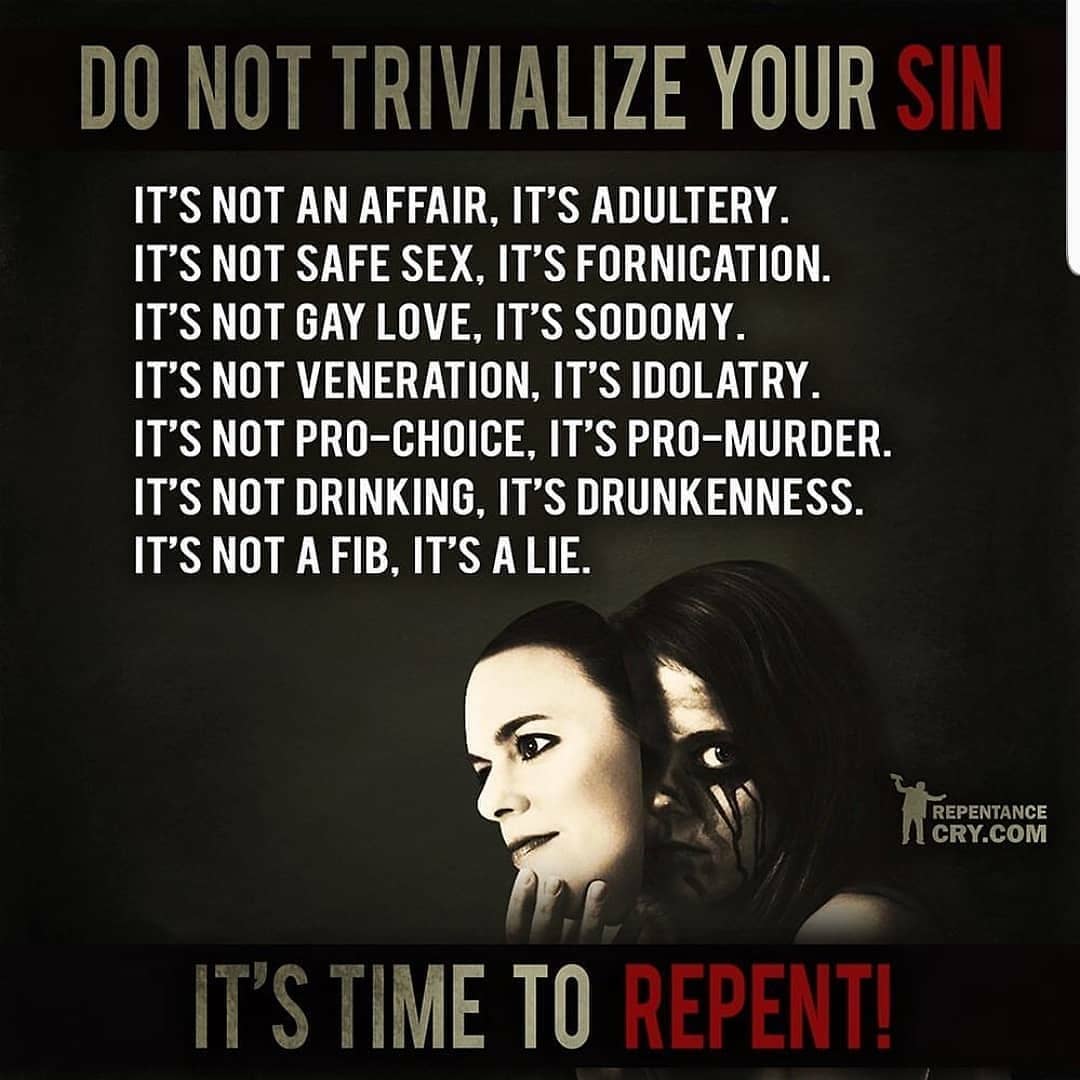 DO NOT TRIVIALIZE YOUR SIN
IT'S NOT AN AFFAIR, IT'S ADULTERY.
IT'S NOT SAFE SEX, IT'S FORNICATION.
IT'S NOT GAY LOVE, IT'S SODOMY.
IT'S NOT VENERATION, IT'S IDOLATRY.
IT'S NOT PRO-CHOICE, IT'S PRO-MURDER.
IT'S NOT DRINKING, IT'S DRUNKENNESS.
IT'S NOT A FIB, IT'S A LIE.
REPENTANCE
CRY.COM
IT'S TIME TO REPENT!